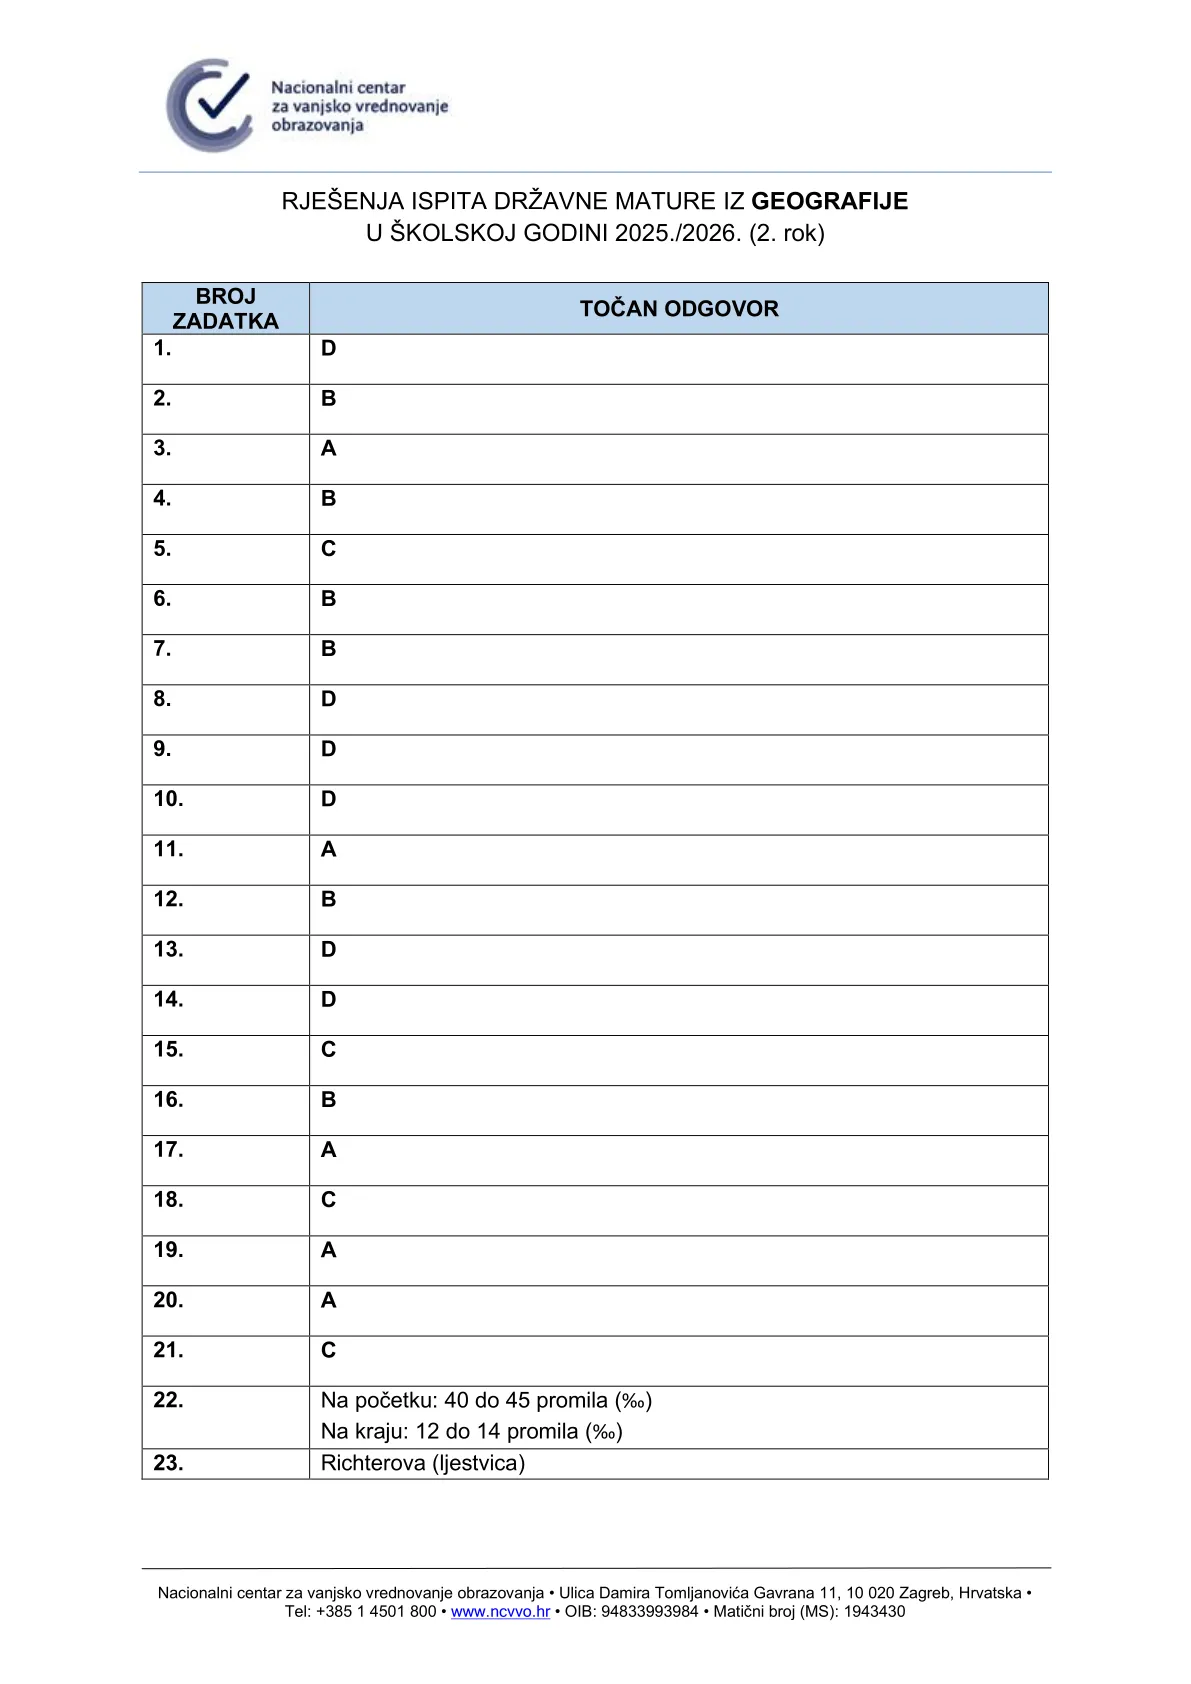 Nacionalni centar
za vanjsko vrednovanje
obrazovanja
RJEŠENJA ISPITA DRŽAVNE MATURE IZ GEOGRAFIJE
U ŠKOLSKOJ GODINI 2025./2026. (2. rok)
BROJ ZADATKA TOČAN ODGOVOR
1. D
2. B
3. A
4. B
5. C
6. B
7. B
8. D
9. D
10. D
11. A
12. B
13. D
14. D
15. C
16. B
17. A
18. C
19. A
20. A
21. C
22. Na početku: 40 do 45 promila (‰)
Na kraju: 12 do 14 promila (‰)
23. Richterova (ljestvica)
Nacionalni centar za vanjsko vrednovanje obrazovanja • Ulica Damira Tomljanovića Gavrana 11, 10 020 Zagreb, Hrvatska •
Tel: +385 1 4501 800 • www.ncvvo.hr • OIB: 94833993984 • Matični broj (MS): 1943430